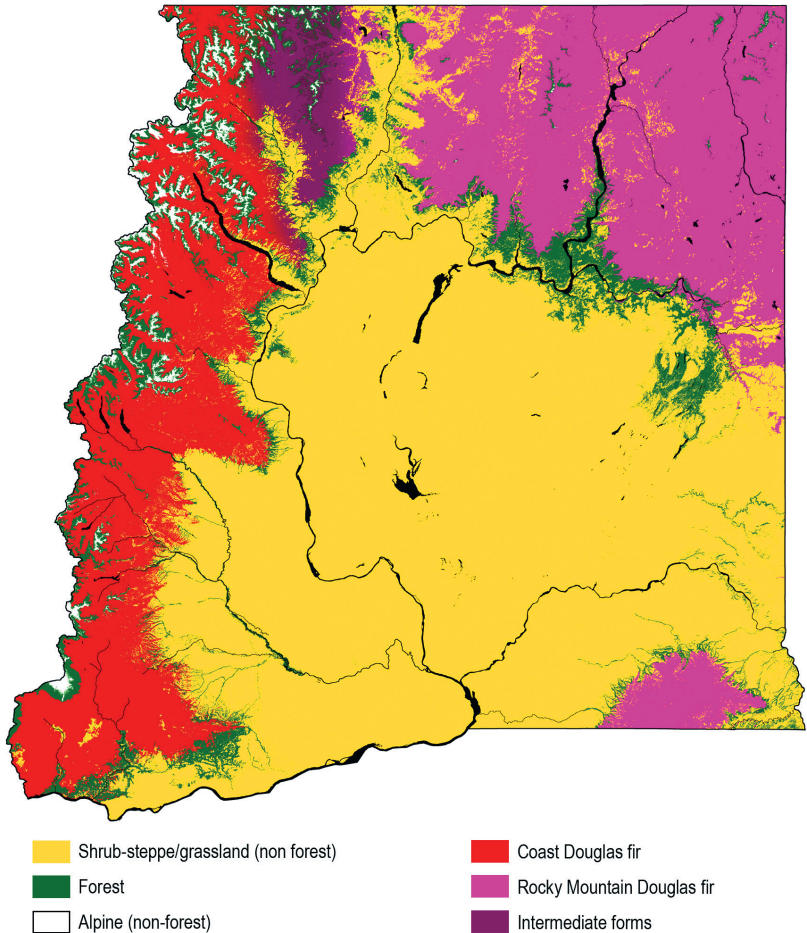 Shrub-steppe/grassland (non forest)
Forest
Alpine (non-forest)
Coast Douglas fir
Rocky Mountain Douglas fir
Intermediate forms